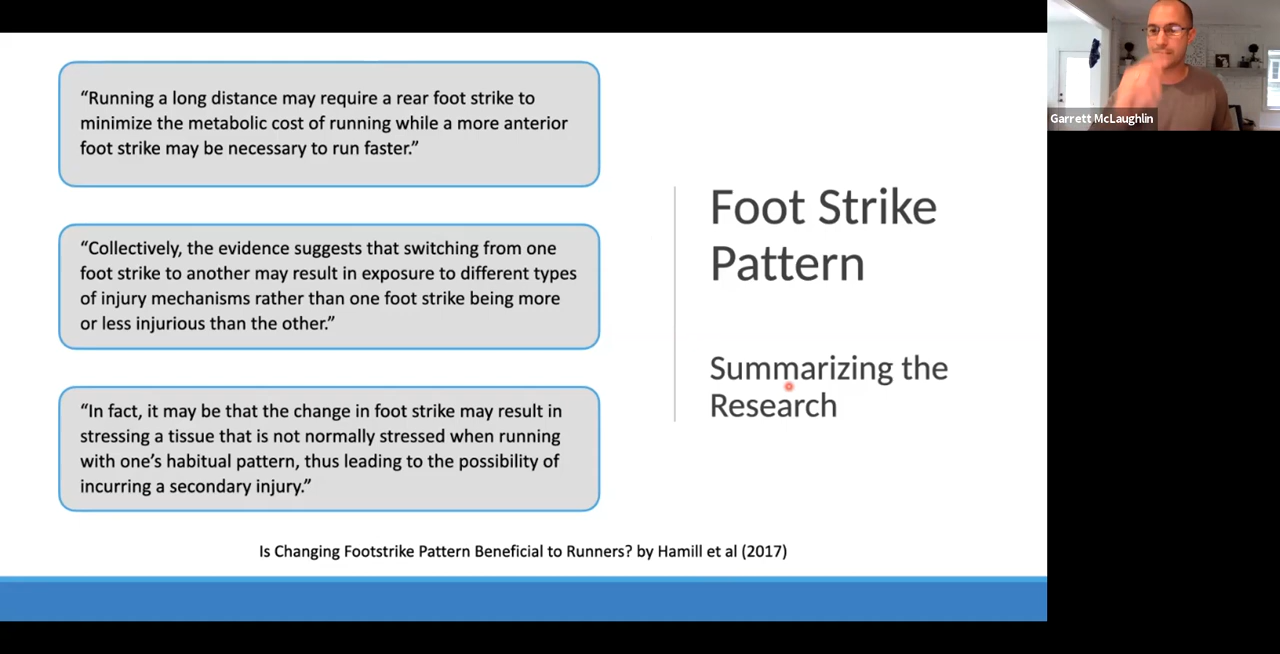 “Running a long distance may require a rear foot strike to
minimize the metabolic cost of running while a more anterior
foot strike may be necessary to run faster.”
“Collectively, the evidence suggests that switching from one
foot strike to another may result in exposure to different types
of injury mechanisms rather than one foot strike being more
or less injurious than the other.”
“In fact, it may be that the change in foot strike may result in
stressing a tissue that is not normally stressed when running
with one’s habitual pattern, thus leading to the possibility of
incurring a secondary injury.”
Is Changing Footstrike Pattern Beneficial to Runners? by Hamill et al (2017)
Foot Strike
Pattern
Summarizing the
Research
Garrett McLaughlin